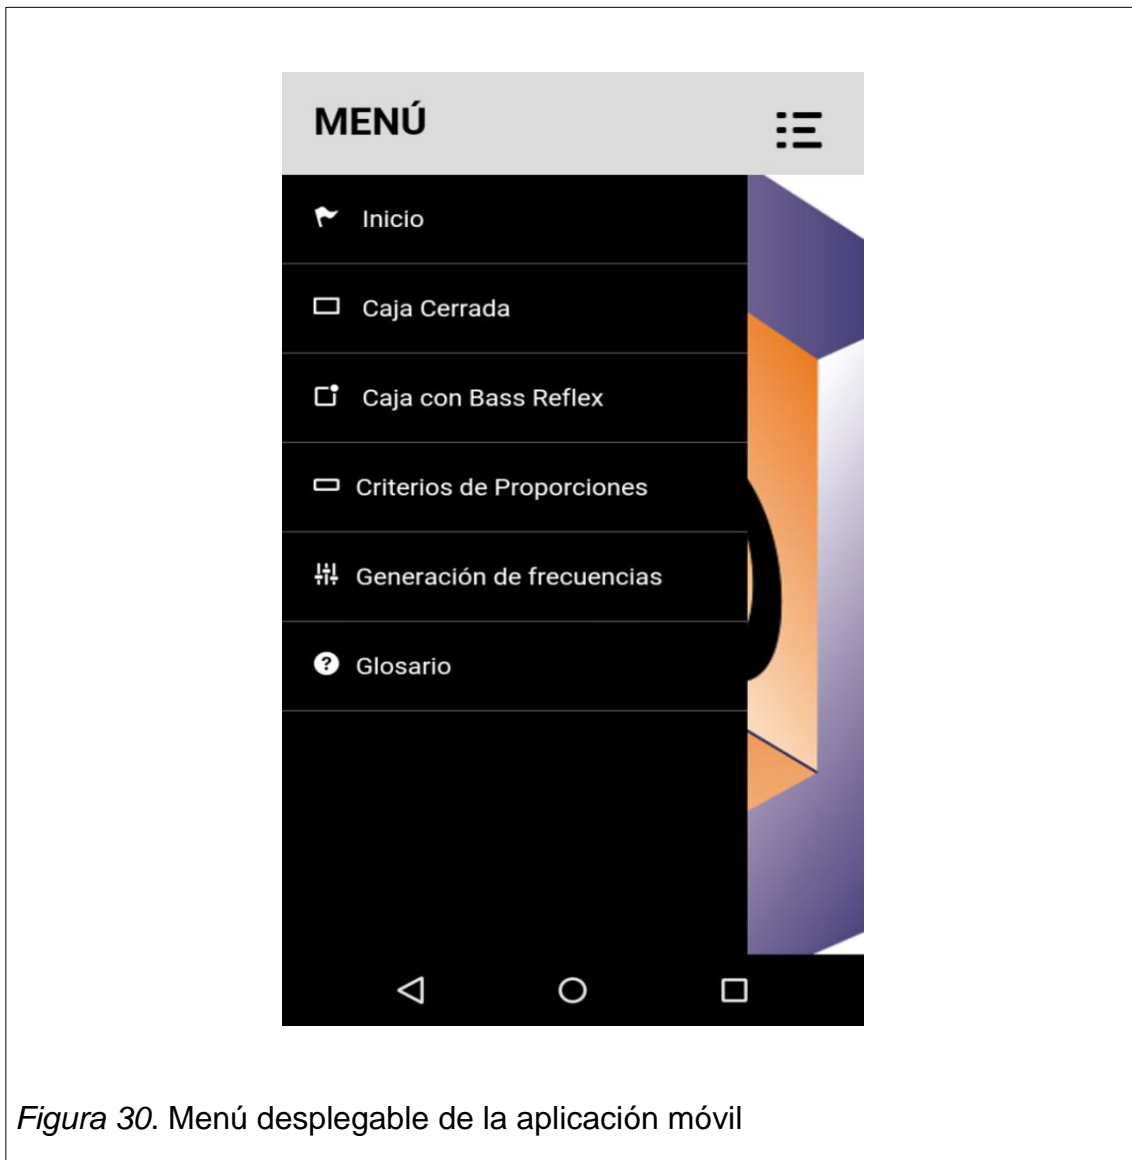 MENÚ
Inicio
Caja Cerrada
Caja con Bass Reflex
Criterios de Proporciones
Generación de frecuencias
Glosario
Figura 30. Menú desplegable de la aplicación móvil